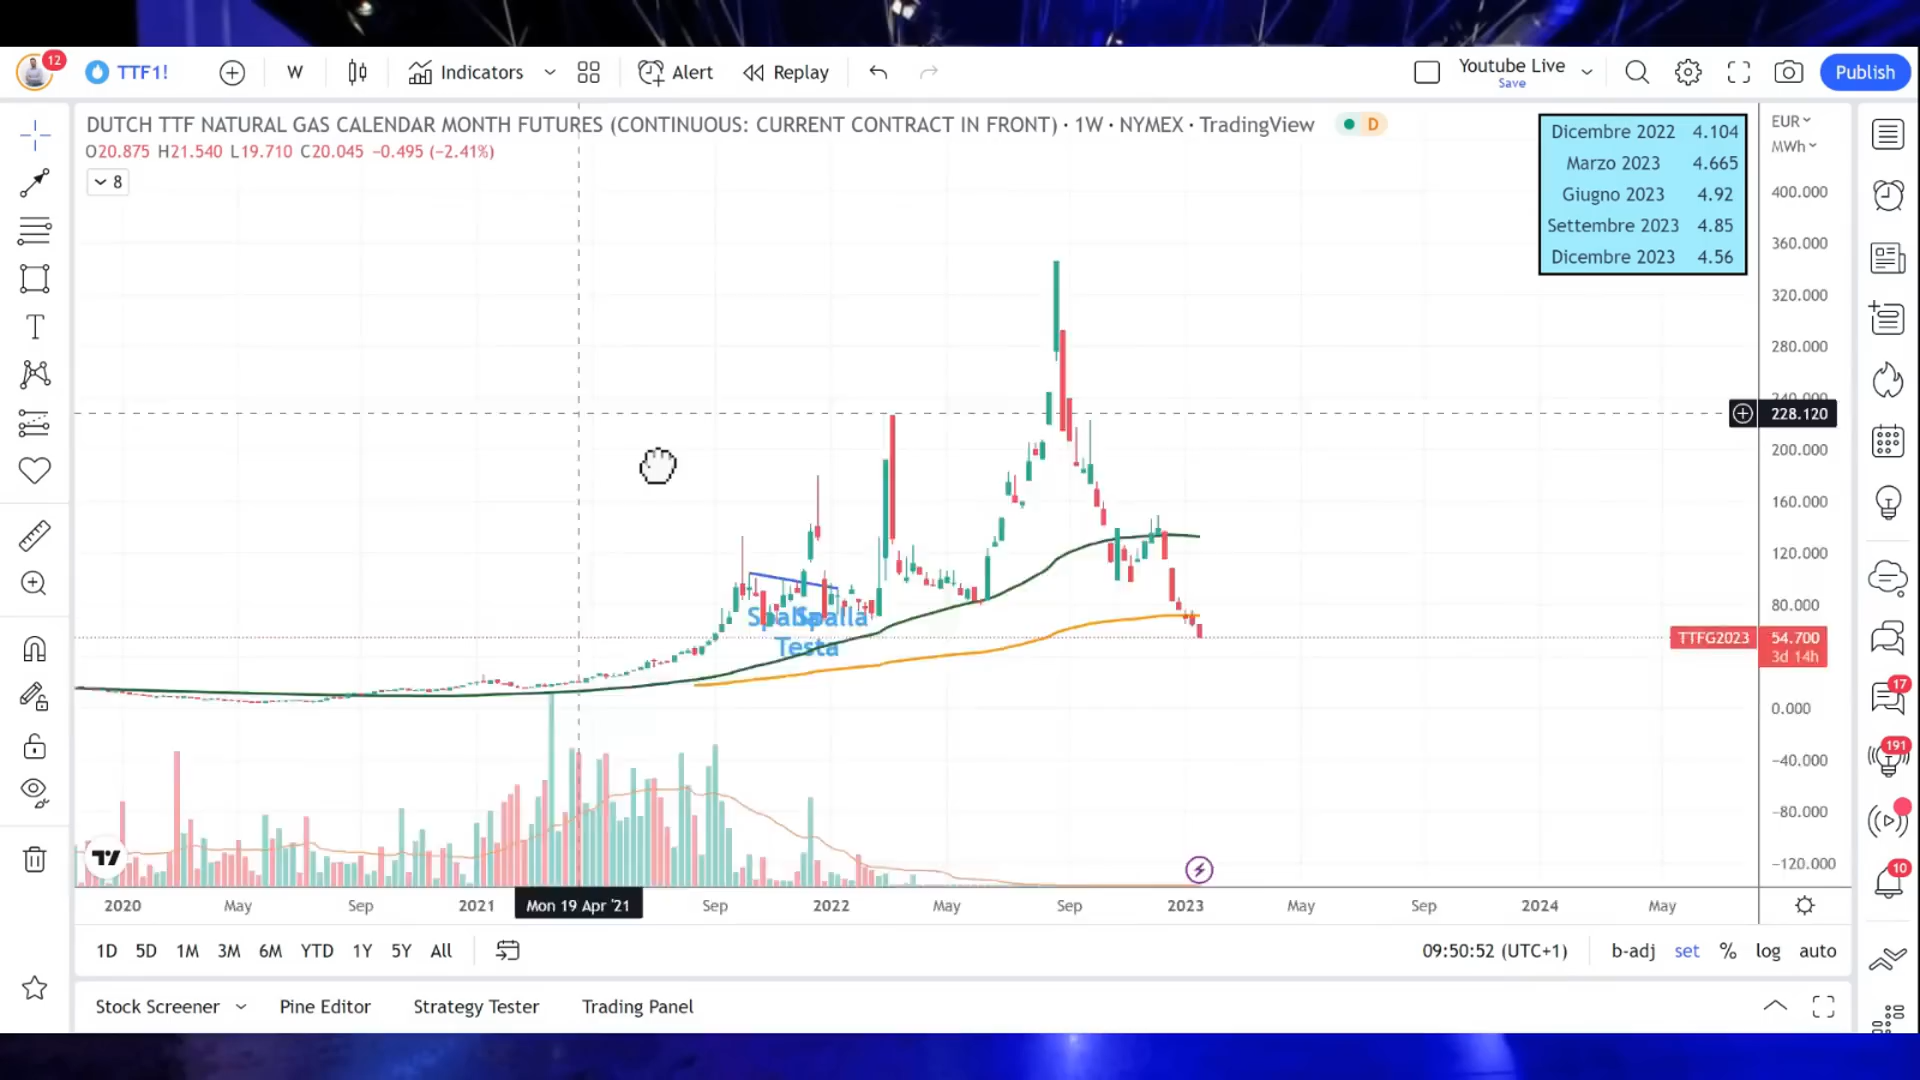 12
TTF1!
W
Indicators
Alert
Replay
Youtube Live
Save
Publish
DUTCH TTF NATURAL GAS CALENDAR MONTH FUTURES (CONTINUOUS: CURRENT CONTRACT IN FRONT) · 1W · NYMEX · TradingView
D
O20.875 H21.540 L19.710 C20.045 −0.495 (−2.41%)
8
Dicembre 2022 4.104
Marzo 2023 4.665
Giugno 2023 4.92
Settembre 2023 4.85
Dicembre 2023 4.56
EUR
MWh
400.000
360.000
320.000
280.000
240.000
228.120
200.000
160.000
120.000
80.000
TTFG2023 54.700
3d 14h
0.000
−40.000
−80.000
−120.000
Spalla
Spalla
Testa
17
191
10
2020 May Sep 2021 Mon 19 Apr '21 Sep 2022 May Sep 2023 May Sep 2024 May
1D 5D 1M 3M 6M YTD 1Y 5Y All
09:50:52 (UTC+1)
b-adj set % log auto
Stock Screener Pine Editor Strategy Tester Trading Panel